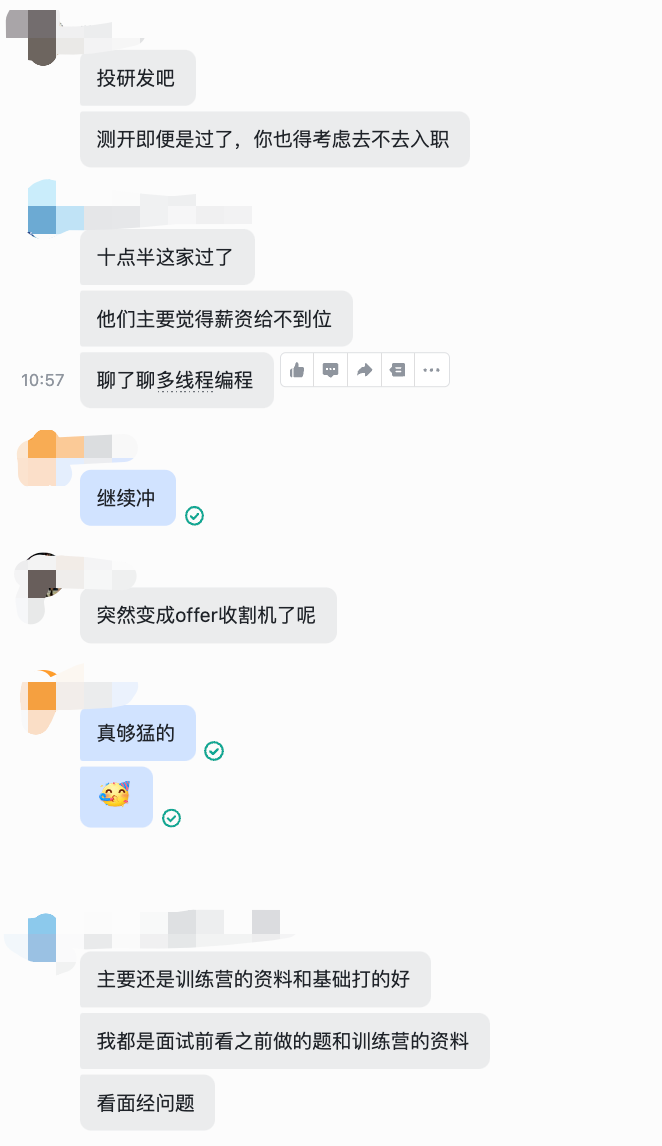 投研发吧
测开即便是过了，你也得考虑去不去入职
十点半这家过了
他们主要觉得薪资给不到位
10:57 聊了聊多线程编程
继续冲
突然变成offer收割机了呢
真够猛的
🥳
主要还是训练营的资料和基础打的好
我都是面试前看之前做的题和训练营的资料
看面经问题